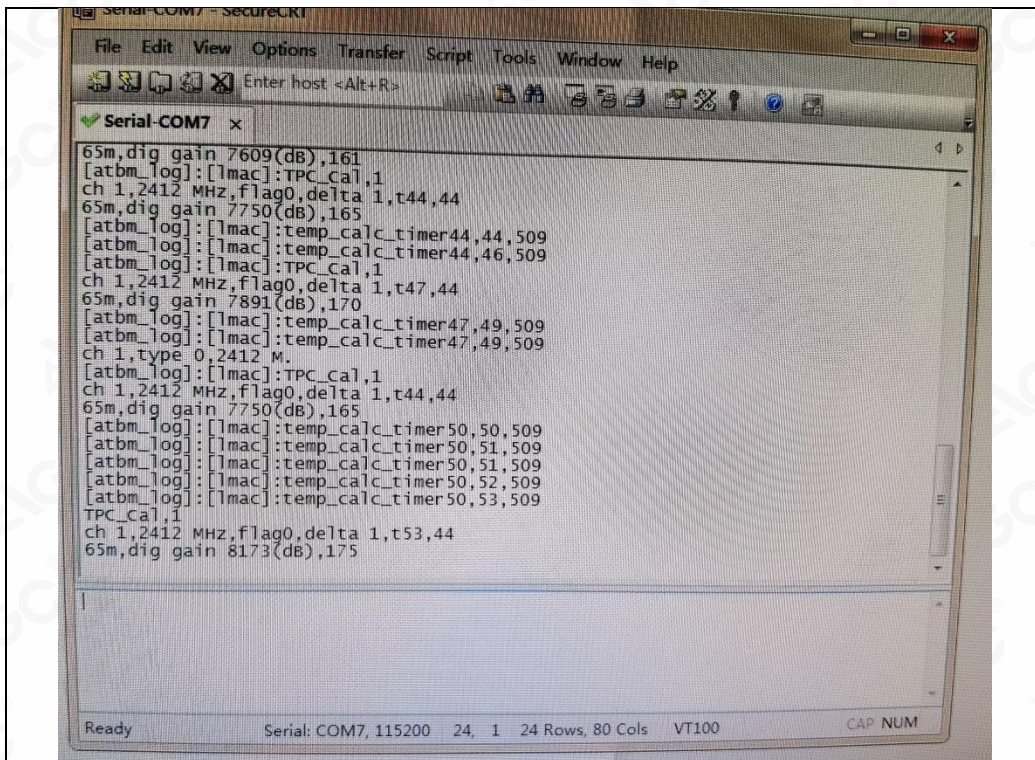 Serial-COM7 - SecureCRT
File Edit View Options Transfer Script Tools Window Help
Enter host <Alt+R>
Serial-COM7 x
65m,dig gain 7609(dB),161
[atbm_log]:[lmac]:TPC_Cal,1
ch 1,2412 MHz,flag0,delta 1,t44,44
65m,dig gain 7750(dB),165
[atbm_log]:[lmac]:temp_calc_timer44,44,509
[atbm_log]:[lmac]:temp_calc_timer44,46,509
[atbm_log]:[lmac]:TPC_Cal,1
ch 1,2412 MHz,flag0,delta 1,t47,44
65m,dig gain 7891(dB),170
[atbm_log]:[lmac]:temp_calc_timer47,49,509
[atbm_log]:[lmac]:temp_calc_timer47,49,509
ch 1,type 0,2412 M.
[atbm_log]:[lmac]:TPC_Cal,1
ch 1,2412 MHz,flag0,delta 1,t44,44
65m,dig gain 7750(dB),165
[atbm_log]:[lmac]:temp_calc_timer50,50,509
[atbm_log]:[lmac]:temp_calc_timer50,51,509
[atbm_log]:[lmac]:temp_calc_timer50,51,509
[atbm_log]:[lmac]:temp_calc_timer50,52,509
[atbm_log]:[lmac]:temp_calc_timer50,53,509
TPC_Cal,1
ch 1,2412 MHz,flag0,delta 1,t53,44
65m,dig gain 8173(dB),175
Ready Serial: COM7, 115200 24, 1 24 Rows, 80 Cols VT100 CAP NUM